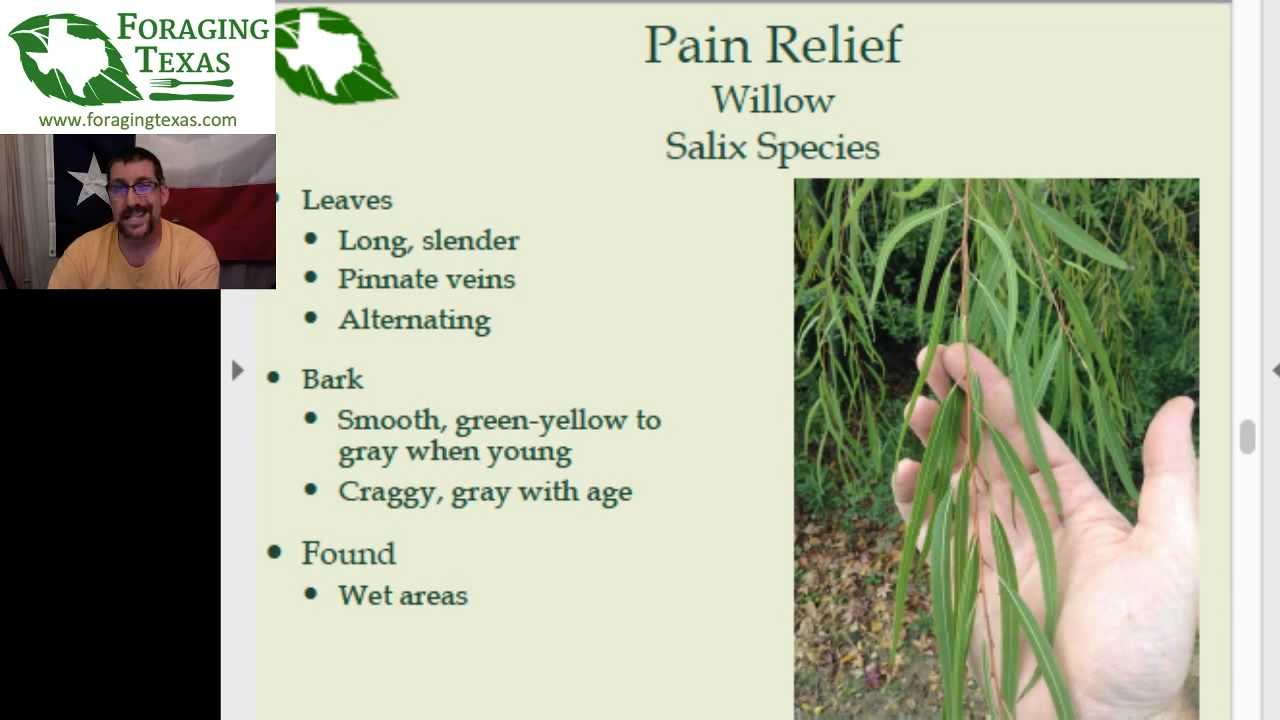 FORAGING
TEXAS
www.foragingtexas.com
Pain Relief
Willow
Salix Species
Leaves
• Long, slender
• Pinnate veins
• Alternating
• Bark
• Smooth, green-yellow to
gray when young
• Craggy, gray with age
• Found
• Wet areas